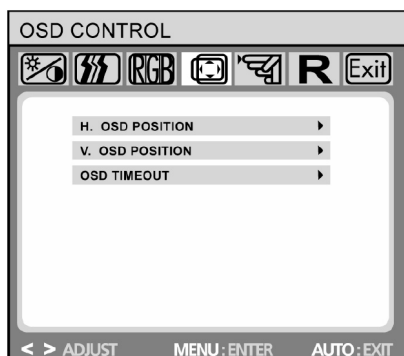 OSD CONTROL
RGB R Exit
H. OSD POSITION
V. OSD POSITION
OSD TIMEOUT
< > ADJUST MENU : ENTER AUTO : EXIT